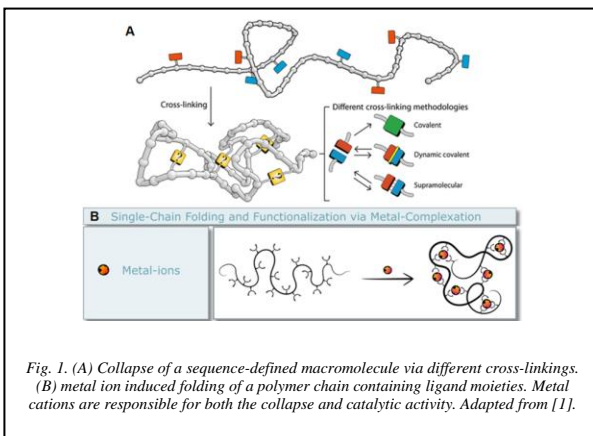 A
Cross-linking
Different cross-linking methodologies
Covalent
Dynamic covalent
Supramolecular
B Single-Chain Folding and Functionalization via Metal-Complexation
Metal-ions
Fig. 1. (A) Collapse of a sequence-defined macromolecule via different cross-linkings.
(B) metal ion induced folding of a polymer chain containing ligand moieties. Metal
cations are responsible for both the collapse and catalytic activity. Adapted from [1].